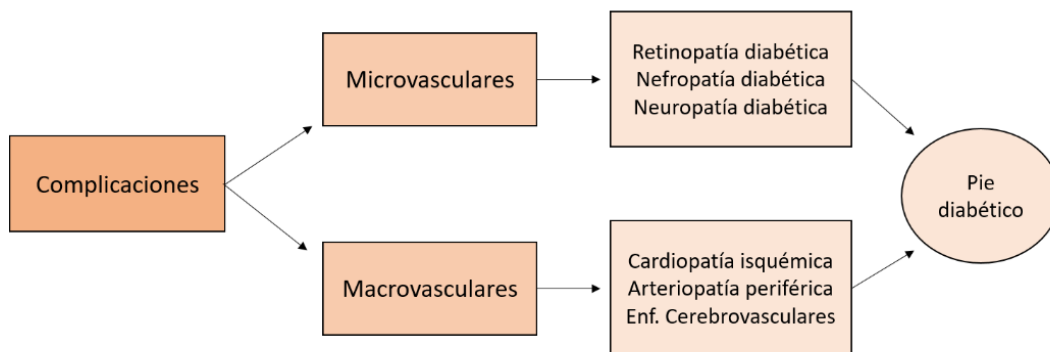 Complicaciones
Microvasculares
Retinopatía diabética
Nefropatía diabética
Neuropatía diabética
Macrovasculares
Cardiopatía isquémica
Arteriopatía periférica
Enf. Cerebrovasculares
Pie
diabético